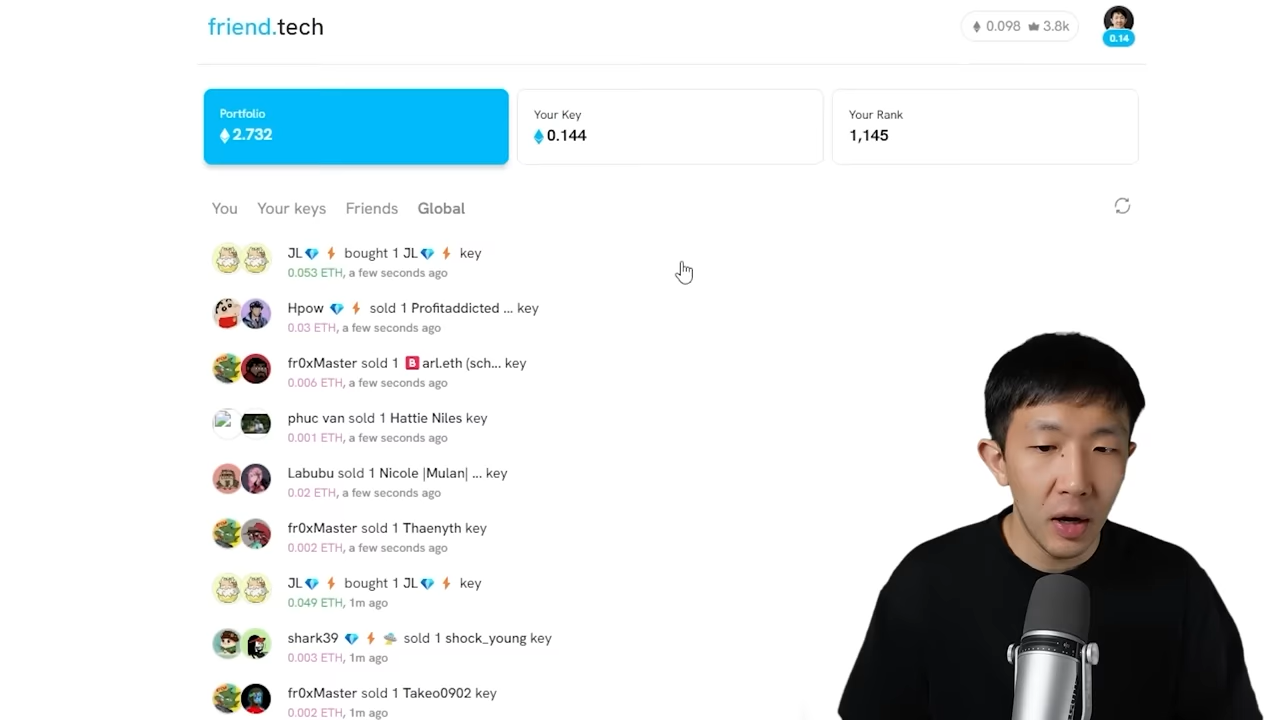 friend.tech
0.098 3.8k
0.14
Portfolio
2.732
Your Key
0.144
Your Rank
1,145
You Your keys Friends Global
JL💎⚡ bought 1 JL💎⚡ key
0.053 ETH, a few seconds ago
Hpow 💎⚡ sold 1 Profitaddicted ... key
0.03 ETH, a few seconds ago
fr0xMaster sold 1 🅱arl.eth (sch... key
0.006 ETH, a few seconds ago
phuc van sold 1 Hattie Niles key
0.001 ETH, a few seconds ago
Labubu sold 1 Nicole |Mulan| ... key
0.02 ETH, a few seconds ago
fr0xMaster sold 1 Thaenyth key
0.002 ETH, a few seconds ago
JL💎⚡ bought 1 JL💎⚡ key
0.049 ETH, 1m ago
shark39 💎⚡🛸 sold 1 shock_young key
0.003 ETH, 1m ago
fr0xMaster sold 1 Takeo0902 key
0.002 ETH, 1m ago